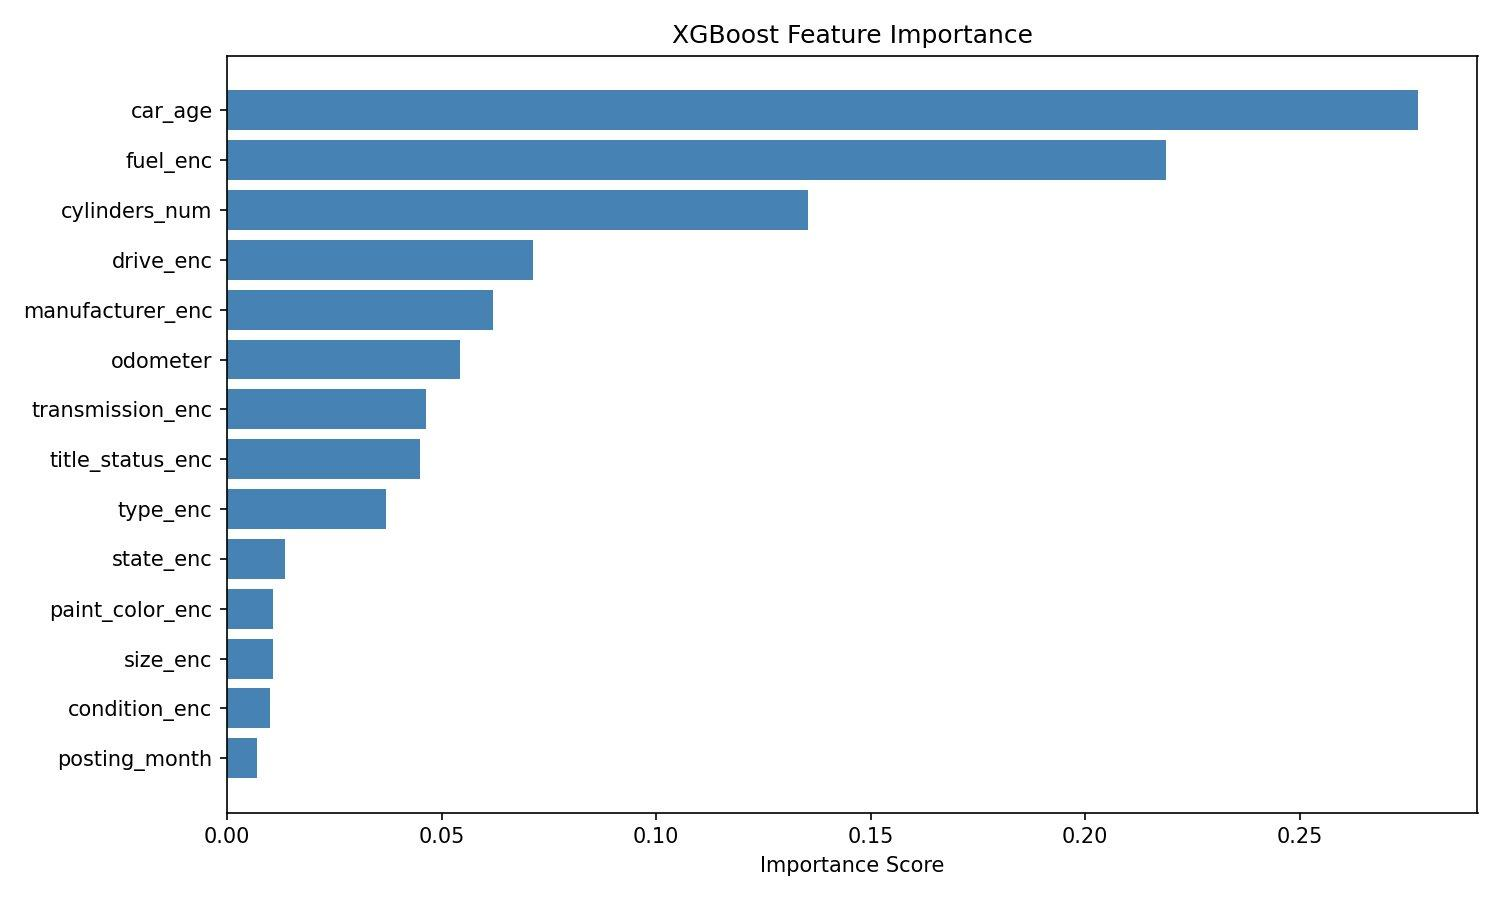 XGBoost Feature Importance
car_age
fuel_enc
cylinders_num
drive_enc
manufacturer_enc
odometer
transmission_enc
title_status_enc
type_enc
state_enc
paint_color_enc
size_enc
condition_enc
posting_month
0.00 0.05 0.10 0.15 0.20 0.25
Importance Score